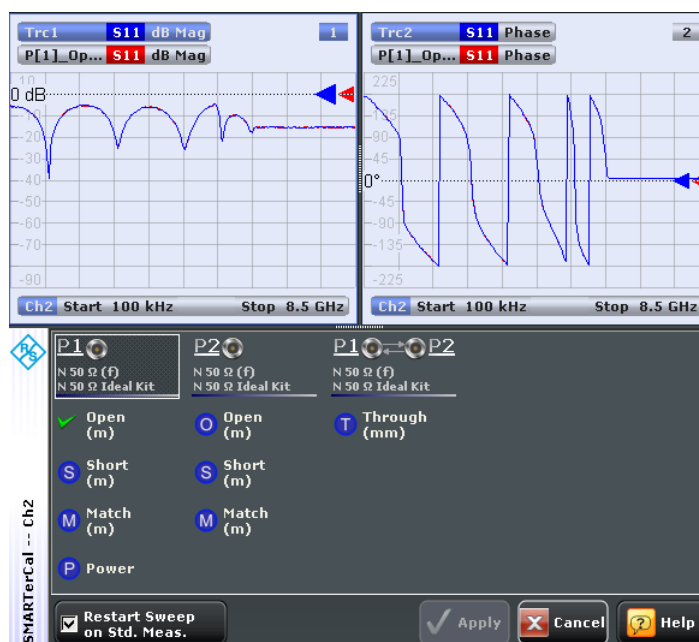 Trc1 S11 dB Mag 1
P[1]_Op... S11 dB Mag
10
0 dB
-10
-20
-30
-40
-50
-60
-70
-90
Ch2 Start 100 kHz Stop 8.5 GHz
Trc2 S11 Phase 2
P[1]_Op... S11 Phase
225
180
135
90
45
0°
-45
-90
-135
-225
Ch2 Start 100 kHz Stop 8.5 GHz
R&S
SMARTerCal -- Ch2
P1
N 50 Ω (f)
N 50 Ω Ideal Kit
Open
(m)
S Short
(m)
M Match
(m)
P Power
P2
N 50 Ω (f)
N 50 Ω Ideal Kit
O Open
(m)
S Short
(m)
M Match
(m)
P1 P2
N 50 Ω (f)
N 50 Ω Ideal Kit
T Through
(mm)
Restart Sweep
on Std. Meas.
Apply
Cancel
Help